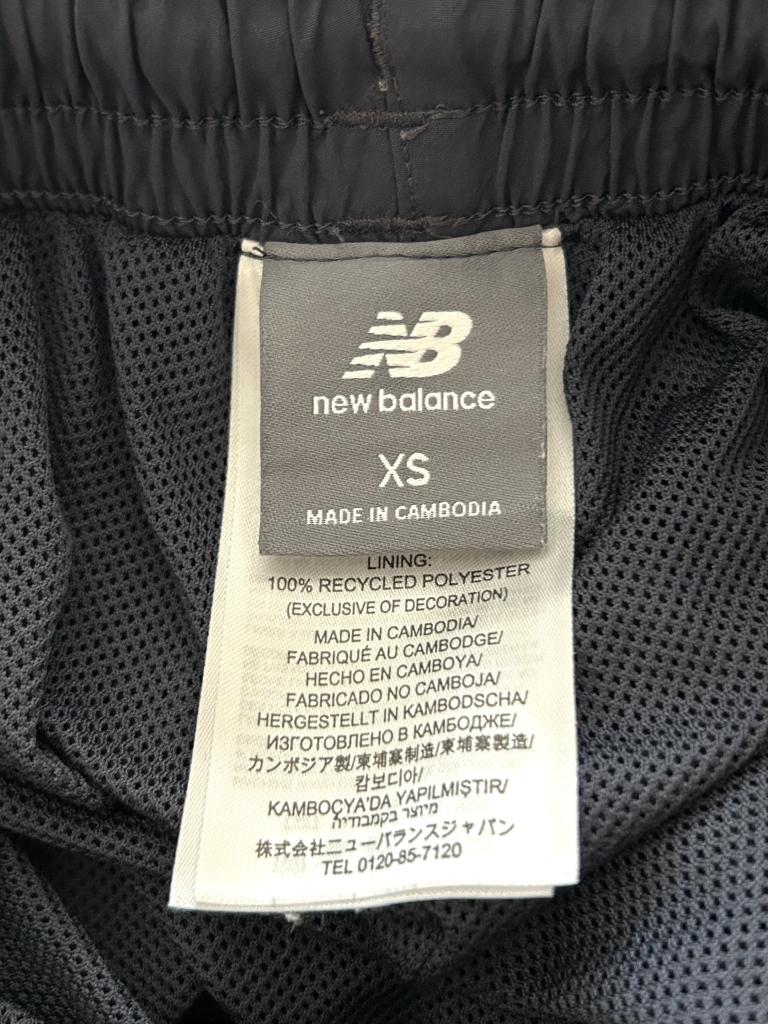 NB
new balance
XS
MADE IN CAMBODIA
LINING:
100% RECYCLED POLYESTER
(EXCLUSIVE OF DECORATION)
MADE IN CAMBODIA/
FABRIQUÉ AU CAMBODGE/
HECHO EN CAMBOYA/
FABRICADO NO CAMBOJA/
HERGESTELLT IN KAMBODSCHA/
ИЗГОТОВЛЕНО В КАМБОДЖЕ/
カンボジア製/柬埔寨制造/柬埔寨製造/
캄보디아/
KAMBOÇYA'DA YAPILMIŞTIR/
מיוצר בקמבודיה
株式会社ニューバランスジャパン
TEL 0120-85-7120